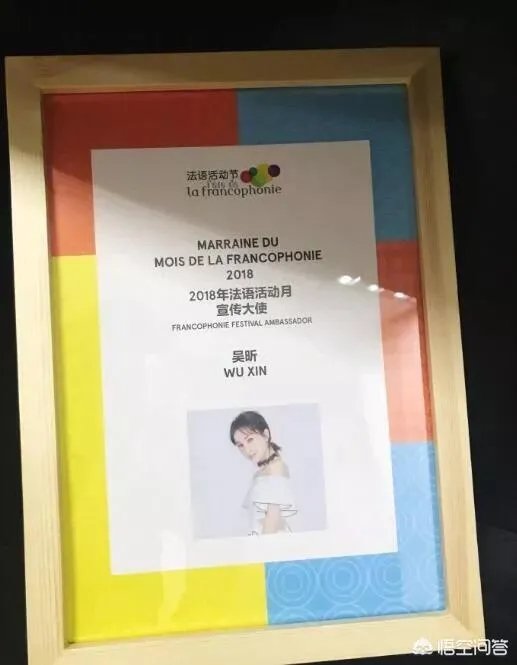 法语活动节
la francophonie
MARRAINE DU
MOIS DE LA FRANCOPHONIE
2018
2018年法语活动月
宣传大使
FRANCOPHONIE FESTIVAL AMBASSADOR
吴昕
WU XIN
悟空问答